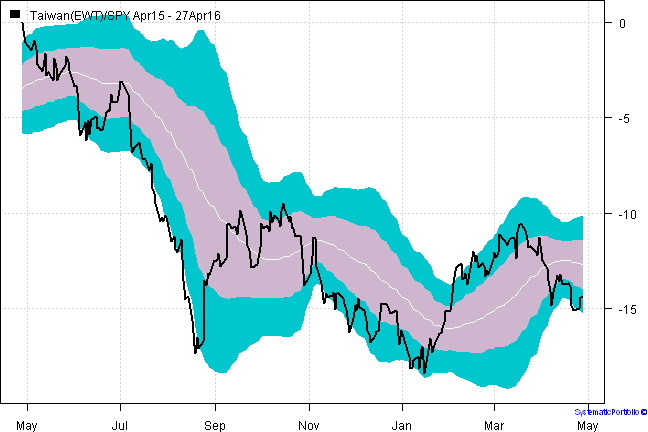 Taiwan(EWT)/SPY Apr15 - 27Apr16
0
-5
-10
-15
May Jul Sep Nov Jan Mar May
SystematicPortfolio ©